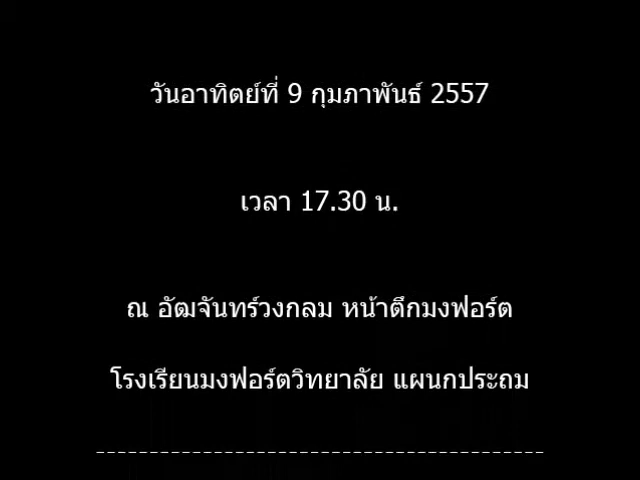 วันอาทิตย์ที่ 9 กุมภาพันธ์ 2557
เวลา 17.30 น.
ณ อัฒจันทร์วงกลม หน้าตึกมงฟอร์ต
โรงเรียนมงฟอร์ตวิทยาลัย แผนกประถม
-------------------------------------------